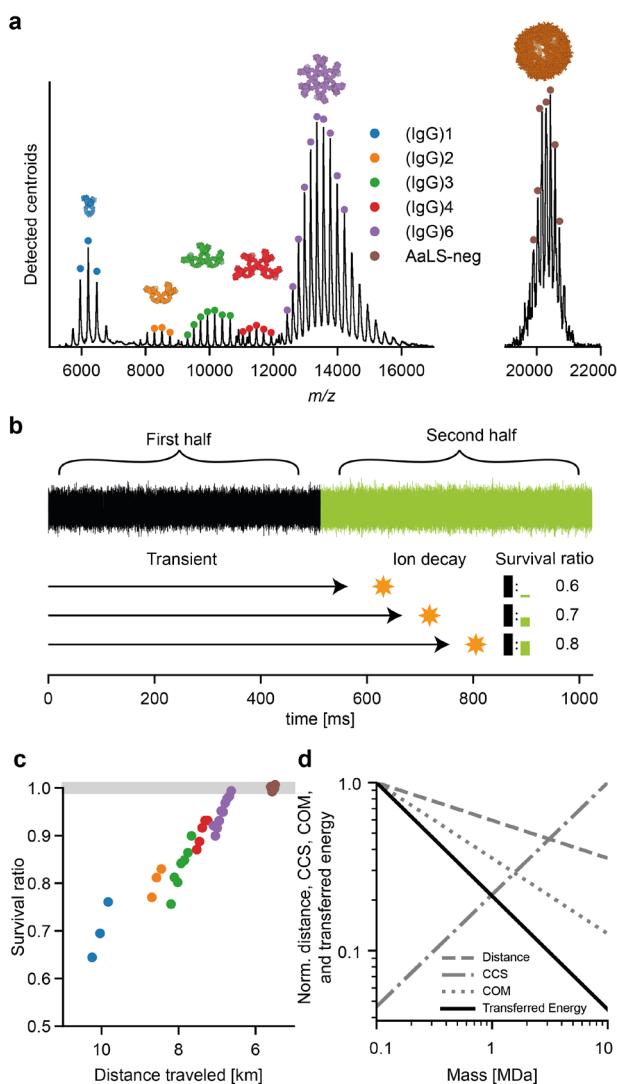 a
Detected centroids
(IgG)1
(IgG)2
(IgG)3
(IgG)4
(IgG)6
AaLS-neg
6000 8000 10000 12000 14000 16000 20000 22000
m/z
b
First half Second half
Transient Ion decay Survival ratio
: 0.6
: 0.7
: 0.8
0 200 400 600 800 1000
time [ms]
c
Survival ratio
1.0
0.9
0.8
0.7
0.6
0.5
10 8 6
Distance traveled [km]
d
Norm. distance, CCS, COM,
and transferred energy
1.0
0.1
Distance
CCS
COM
Transferred Energy
0.1 1 10
Mass [MDa]